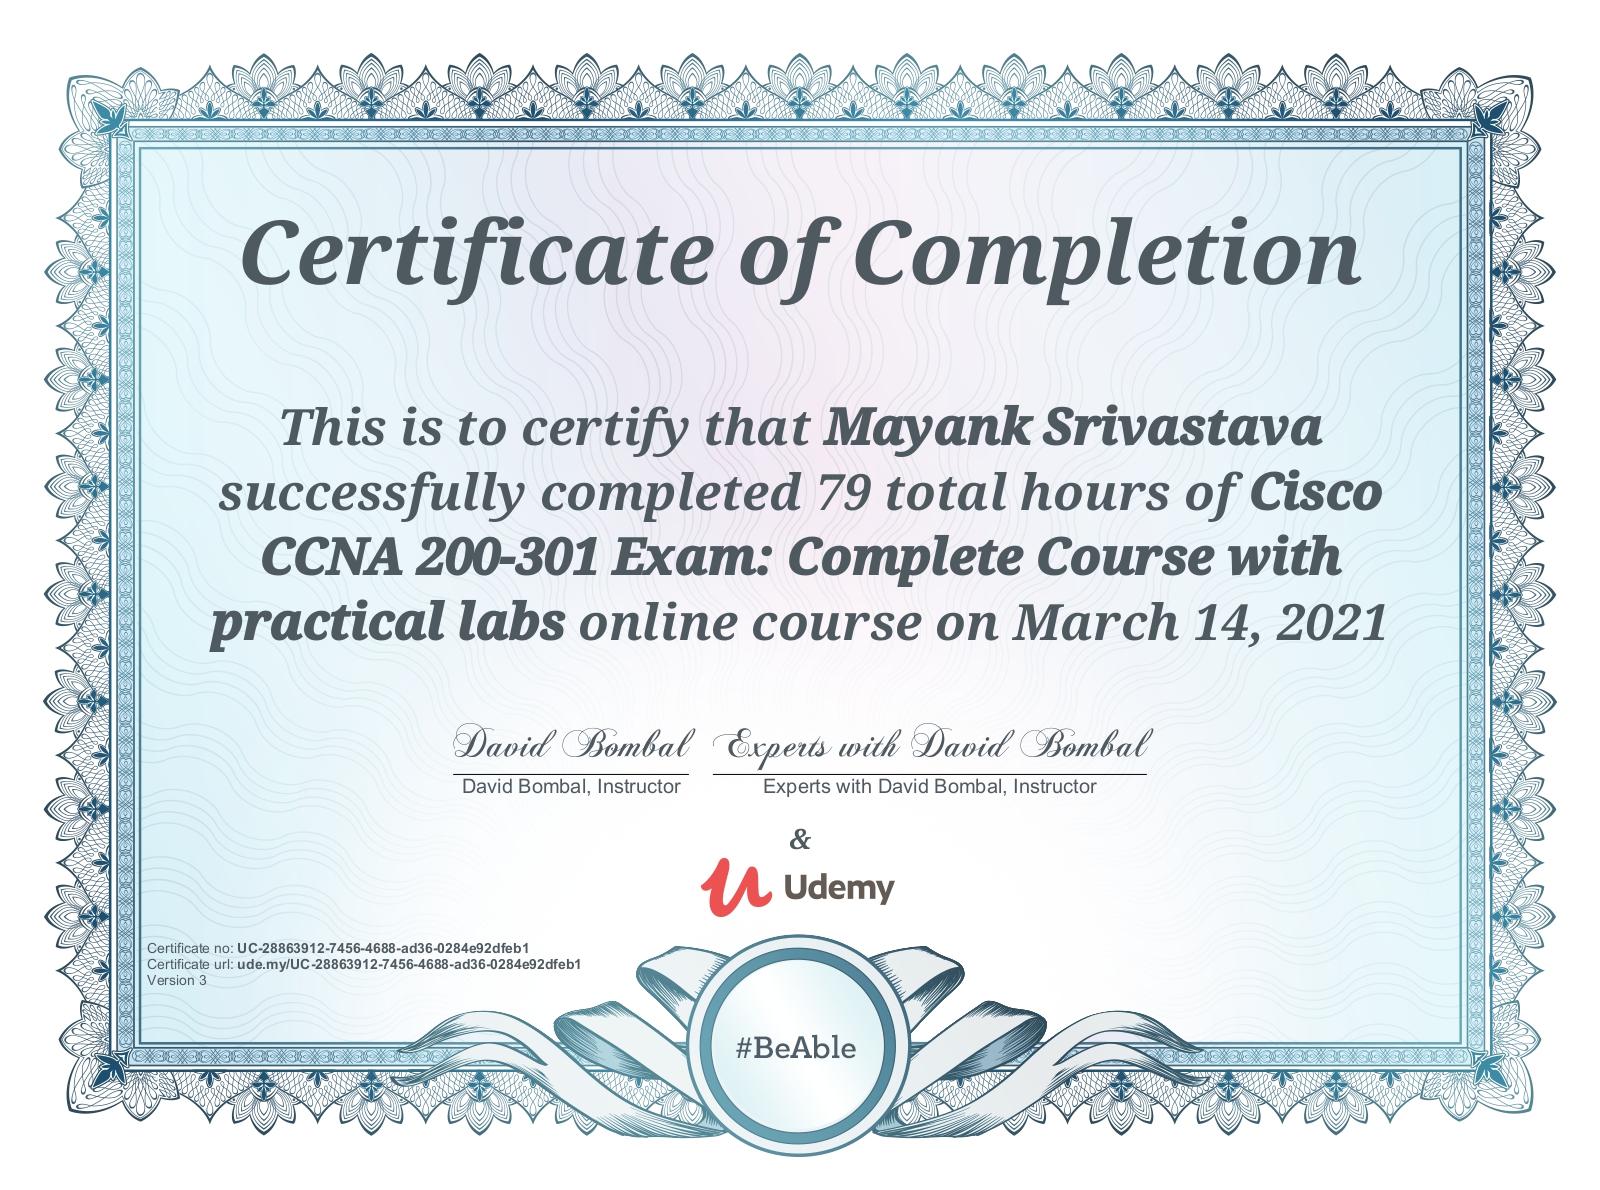 Certificate of Completion
This is to certify that Mayank Srivastava
successfully completed 79 total hours of Cisco
CCNA 200-301 Exam: Complete Course with
practical labs online course on March 14, 2021
David Bombal Experts with David Bombal
David Bombal, Instructor Experts with David Bombal, Instructor
&
Udemy
Certificate no: UC-28863912-7456-4688-ad36-0284e92dfeb1
Certificate url: ude.my/UC-28863912-7456-4688-ad36-0284e92dfeb1
Version 3
#BeAble